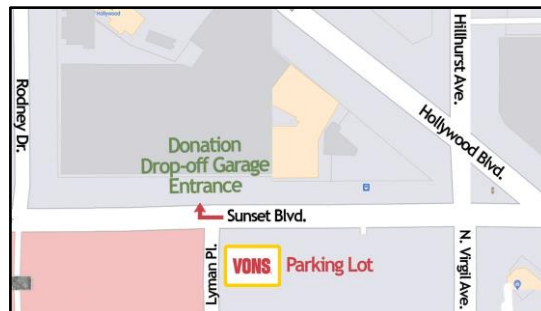 Hollywood
Hillhurst Ave.
Rodney Dr.
Hollywood Blvd.
Donation
Drop-off Garage
Entrance
Sunset Blvd.
Lyman Pl.
VONS
Parking Lot
N. Virgil Ave.